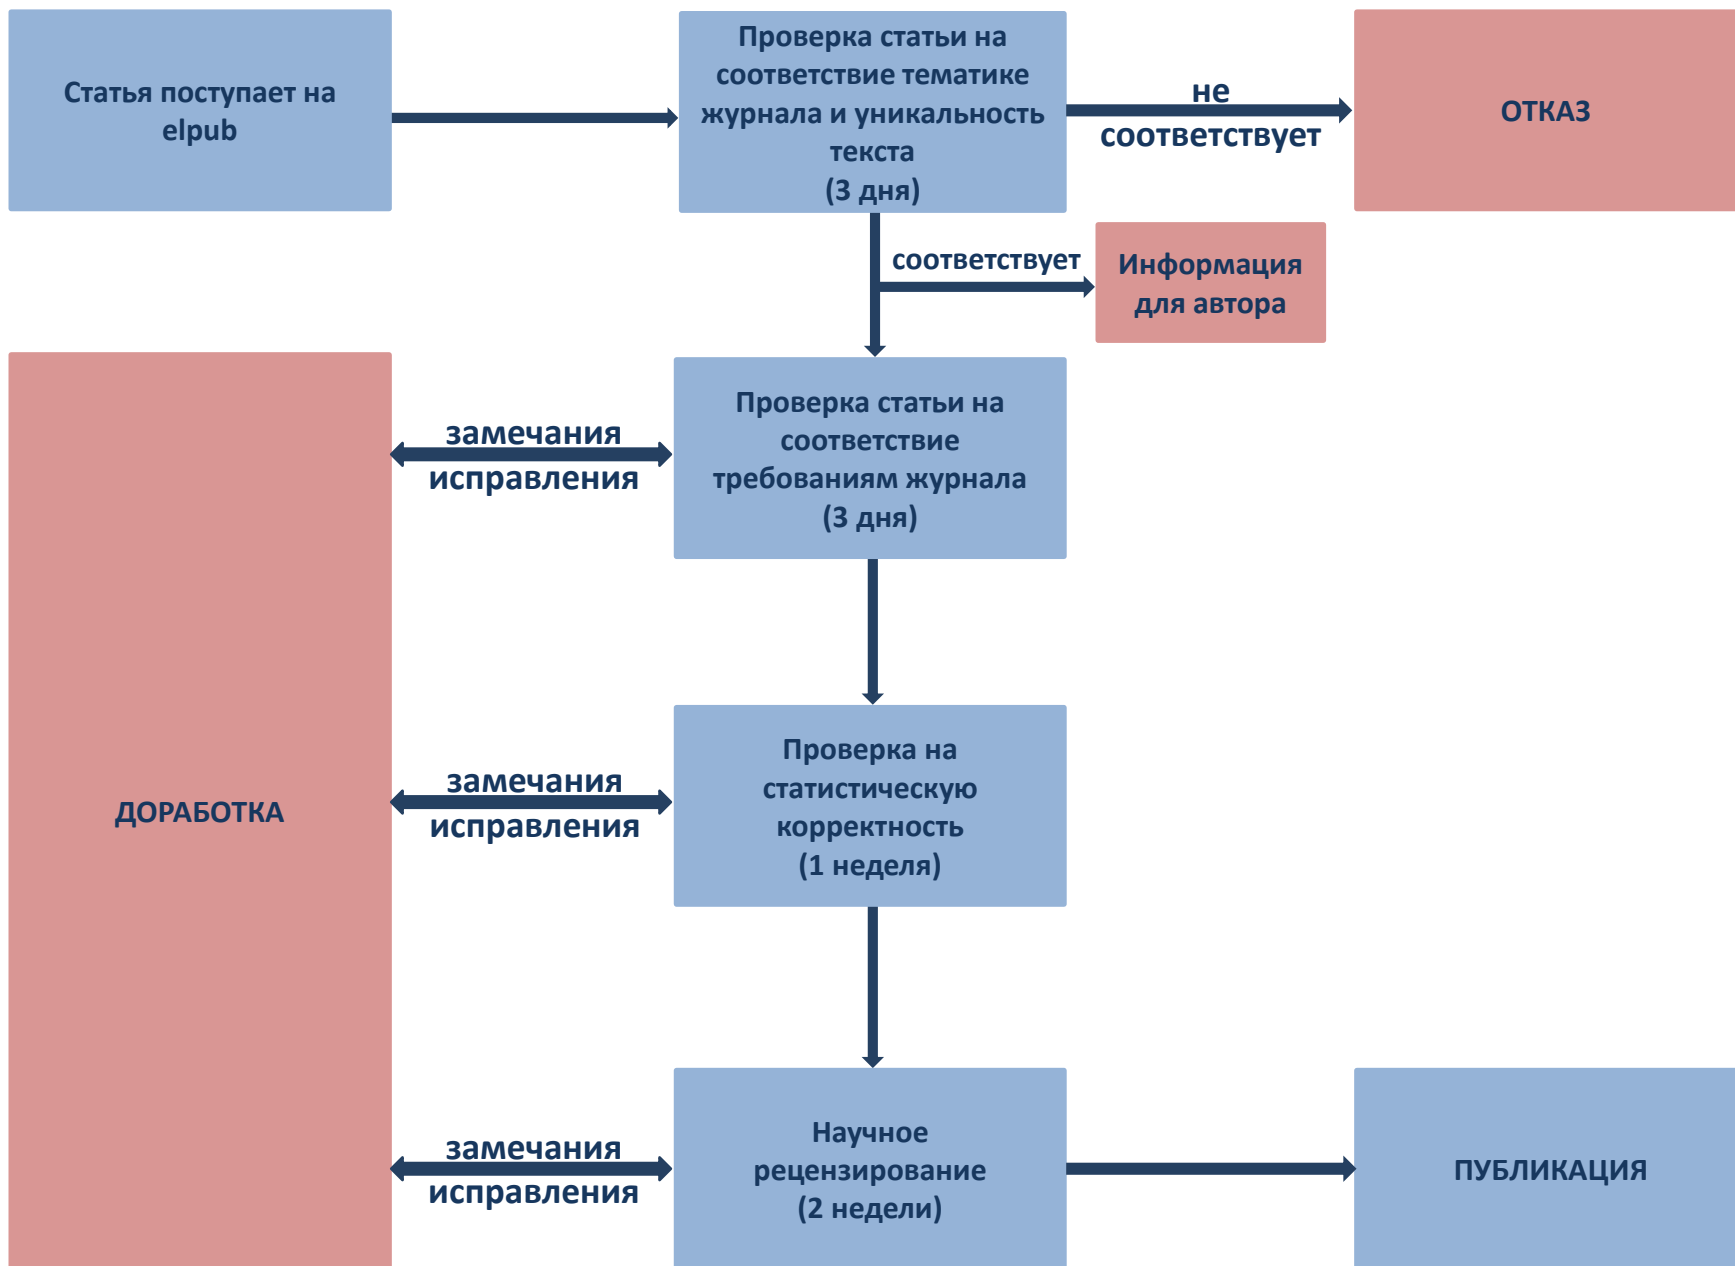 Статья поступает на
elpub
Проверка статьи на
соответствие тематике
журнала и уникальность
текста
(3 дня)
не
соответствует
ОТКАЗ
соответствует
Информация
для автора
замечания
исправления
Проверка статьи на
соответствие
требованиям журнала
(3 дня)
ДОРАБОТКА
замечания
исправления
Проверка на
статистическую
корректность
(1 неделя)
замечания
исправления
Научное
рецензирование
(2 недели)
ПУБЛИКАЦИЯ